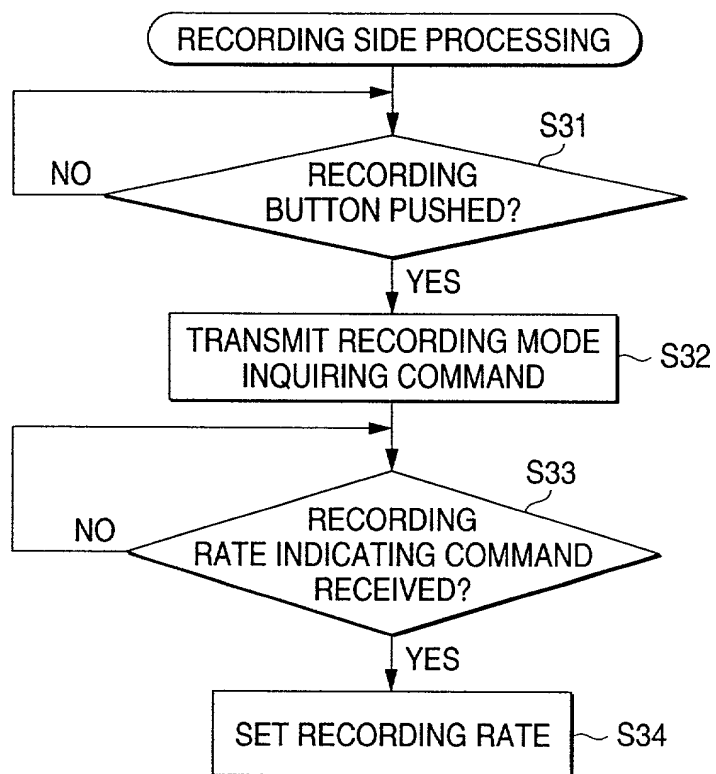 RECORDING SIDE PROCESSING
S31
NO
RECORDING
BUTTON PUSHED?
YES
TRANSMIT RECORDING MODE
INQUIRING COMMAND
S32
S33
NO
RECORDING
RATE INDICATING COMMAND
RECEIVED?
YES
SET RECORDING RATE
S34